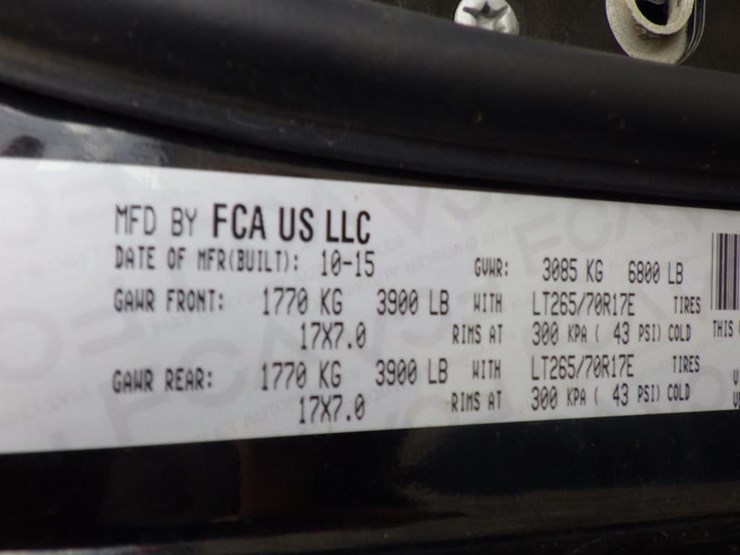 MFD BY FCA US LLC
DATE OF MFR(BUILT): 10-15 GVWR: 3085 KG 6800 LB
GAWR FRONT: 1770 KG 3900 LB WITH LT265/70R17E TIRES
17X7.0 RIMS AT 300 KPA ( 43 PSI) COLD THIS
GAWR REAR: 1770 KG 3900 LB WITH LT265/70R17E TIRES
17X7.0 RIMS AT 300 KPA ( 43 PSI) COLD